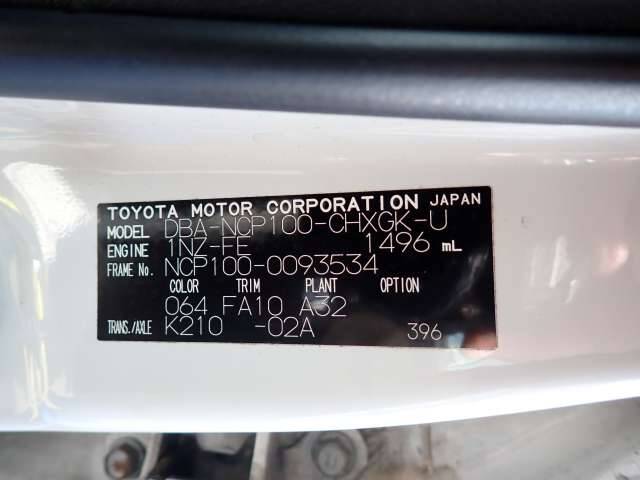 TOYOTA MOTOR CORPORATION JAPAN
MODEL DBA-NCP100-CHXGK-U
ENGINE 1NZ-FE 1496 mL
FRAME No. NCP100-0093534
COLOR TRIM PLANT OPTION
064 FA10 A32
TRANS./AXLE K210 -02A 396